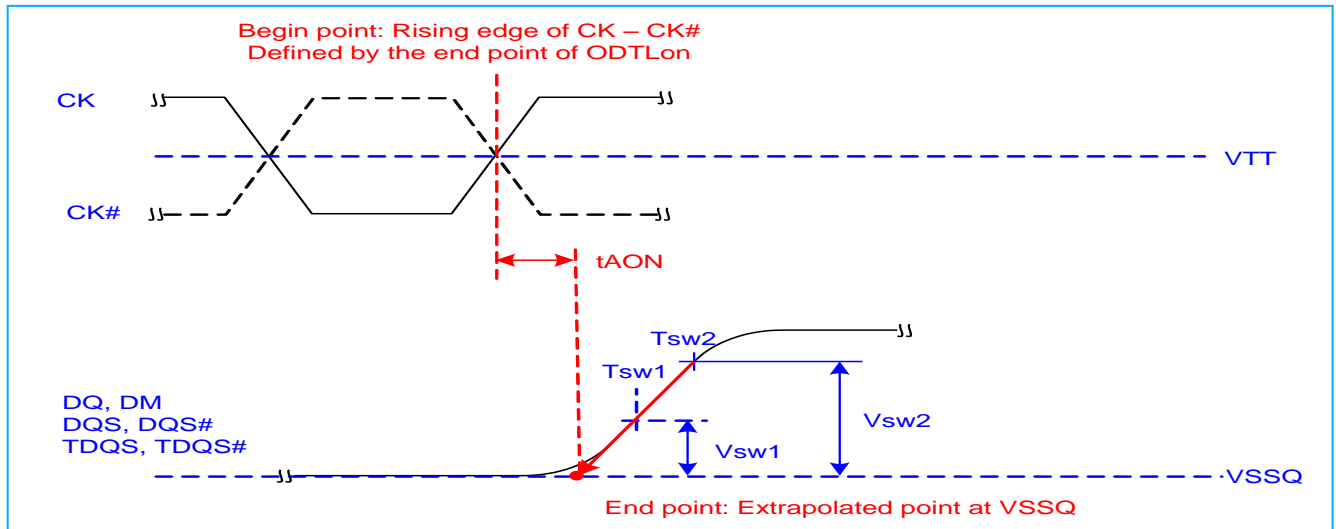 Begin point: Rising edge of CK – CK#
Defined by the end point of ODTLon
CK
VTT
CK#
tAON
Tsw2
Tsw1
DQ, DM
DQS, DQS#
TDQS, TDQS#
Vsw2
Vsw1
VSSQ
End point: Extrapolated point at VSSQ